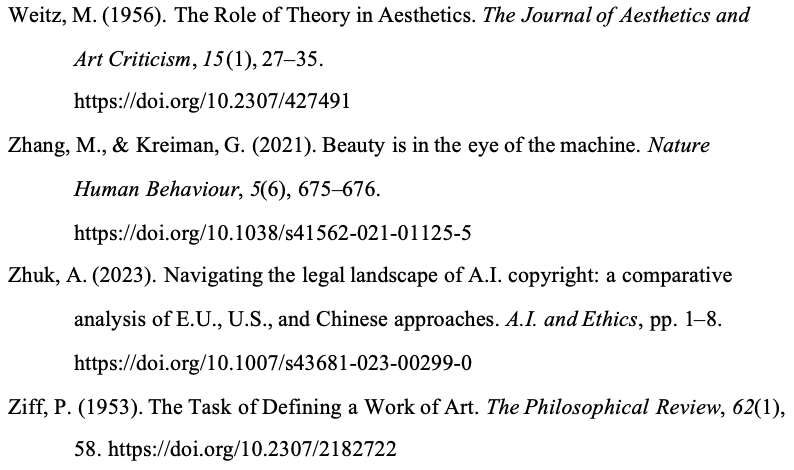 Weitz, M. (1956). The Role of Theory in Aesthetics. The Journal of Aesthetics and
Art Criticism, 15(1), 27–35.
https://doi.org/10.2307/427491
Zhang, M., & Kreiman, G. (2021). Beauty is in the eye of the machine. Nature
Human Behaviour, 5(6), 675–676.
https://doi.org/10.1038/s41562-021-01125-5
Zhuk, A. (2023). Navigating the legal landscape of A.I. copyright: a comparative
analysis of E.U., U.S., and Chinese approaches. A.I. and Ethics, pp. 1–8.
https://doi.org/10.1007/s43681-023-00299-0
Ziff, P. (1953). The Task of Defining a Work of Art. The Philosophical Review, 62(1),
58. https://doi.org/10.2307/2182722